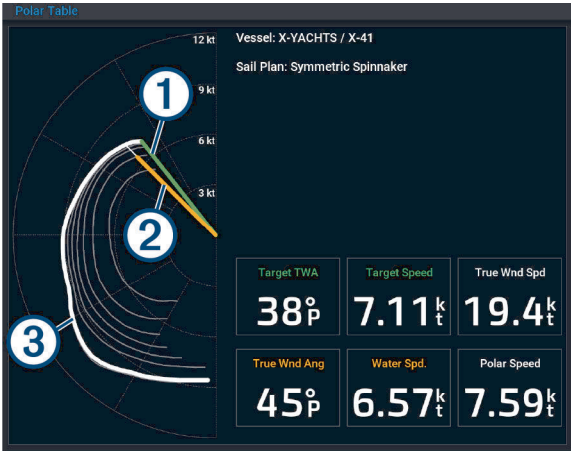 Polar Table
Vessel: X-YACHTS / X-41
Sail Plan: Symmetric Spinnaker
12 kt
9 kt
6 kt
3 kt
1
2
3
Target TWA
38°P
Target Speed
7.11kt
True Wnd Spd
19.4kt
True Wnd Ang
45°P
Water Spd.
6.57kt
Polar Speed
7.59kt